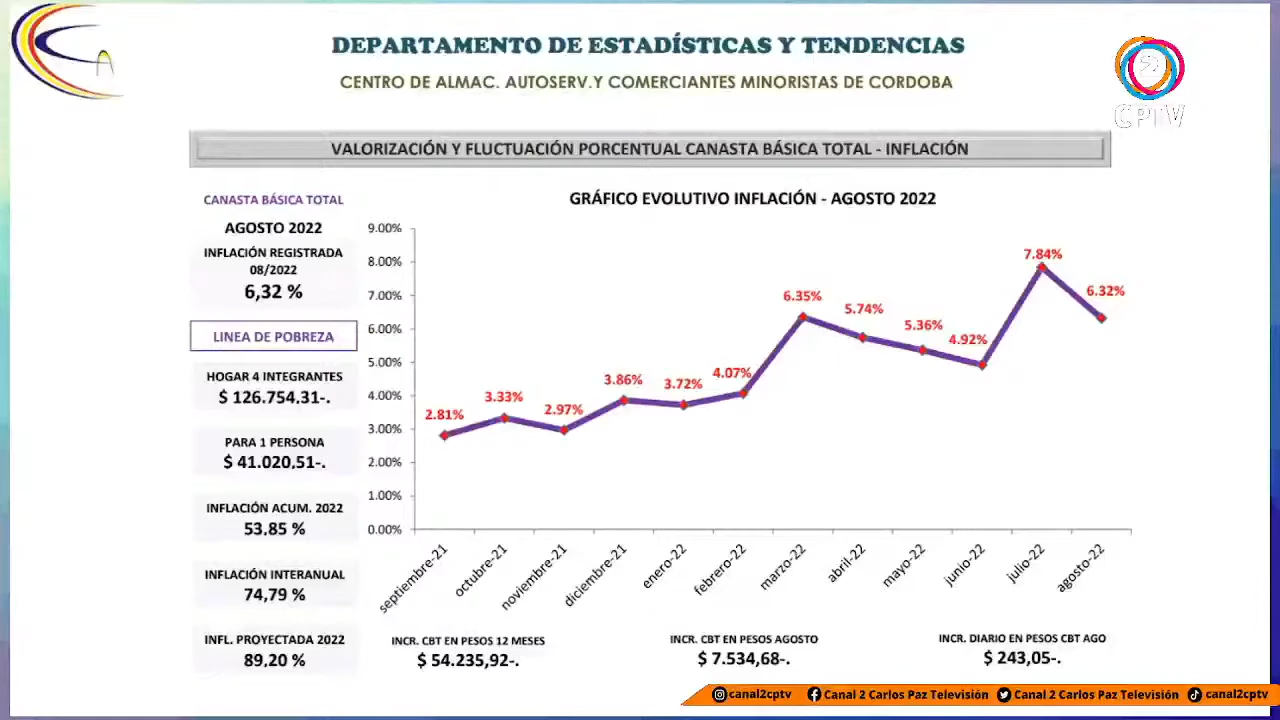 DEPARTAMENTO DE ESTADÍSTICAS Y TENDENCIAS
CENTRO DE ALMAC. AUTOSERV.Y COMERCIANTES MINORISTAS DE CORDOBA
2
CPTV
VALORIZACIÓN Y FLUCTUACIÓN PORCENTUAL CANASTA BÁSICA TOTAL - INFLACIÓN
CANASTA BÁSICA TOTAL
AGOSTO 2022
INFLACIÓN REGISTRADA
08/2022
6,32 %
LINEA DE POBREZA
HOGAR 4 INTEGRANTES
$ 126.754,31-.
PARA 1 PERSONA
$ 41.020,51-.
INFLACIÓN ACUM. 2022
53,85 %
INFLACIÓN INTERANUAL
74,79 %
INFL. PROYECTADA 2022
89,20 %
GRÁFICO EVOLUTIVO INFLACIÓN - AGOSTO 2022
9.00%
8.00%
7.00%
6.00%
5.00%
4.00%
3.00%
2.00%
1.00%
0.00%
2.81%
3.33%
2.97%
3.86%
3.72%
4.07%
6.35%
5.74%
5.36%
4.92%
7.84%
6.32%
septiembre-21
octubre-21
noviembre-21
diciembre-21
enero-22
febrero-22
marzo-22
abril-22
mayo-22
junio-22
julio-22
agosto-22
INCR. CBT EN PESOS 12 MESES
$ 54.235,92-.
INCR. CBT EN PESOS AGOSTO
$ 7.534,68-.
INCR. DIARIO EN PESOS CBT AGO
$ 243,05-.
canal2cptv Canal 2 Carlos Paz Televisión Canal 2 Carlos Paz Televisión canal2cptv